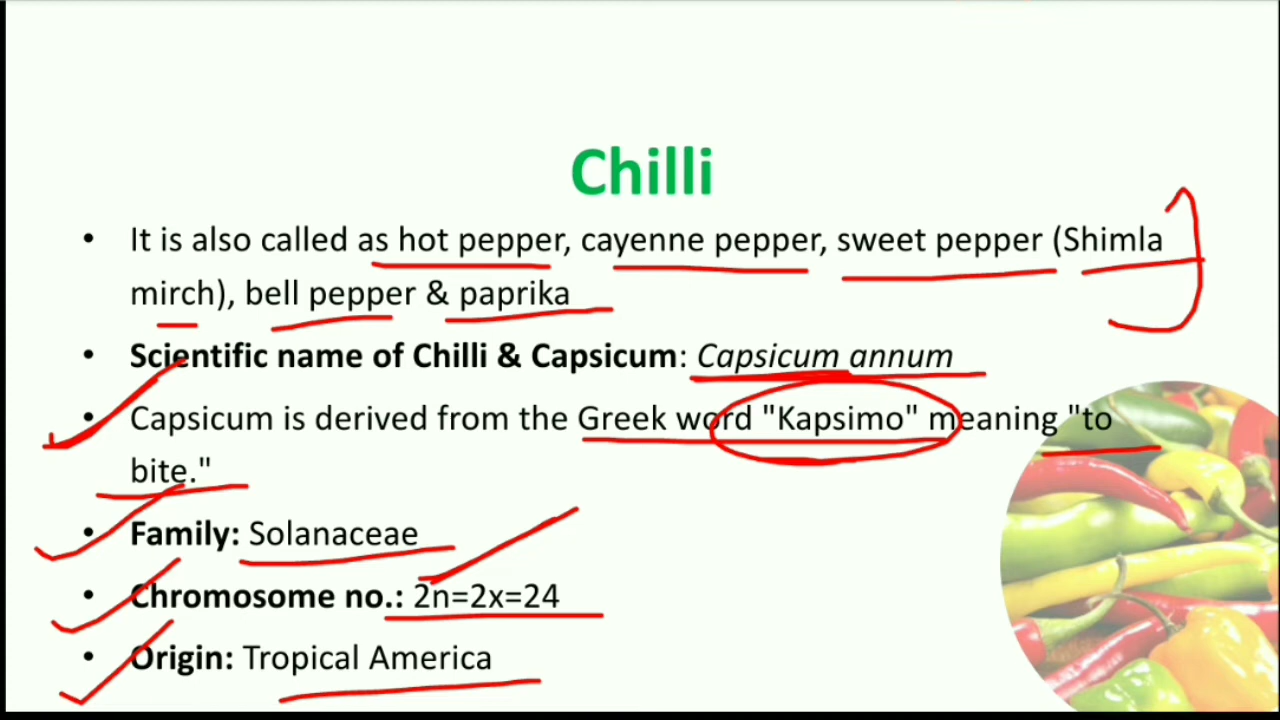 Chilli
• It is also called as hot pepper, cayenne pepper, sweet pepper (Shimla
mirch), bell pepper & paprika
• Scientific name of Chilli & Capsicum: Capsicum annum
• Capsicum is derived from the Greek word "Kapsimo" meaning "to
bite."
• Family: Solanaceae
• Chromosome no.: 2n=2x=24
• Origin: Tropical America